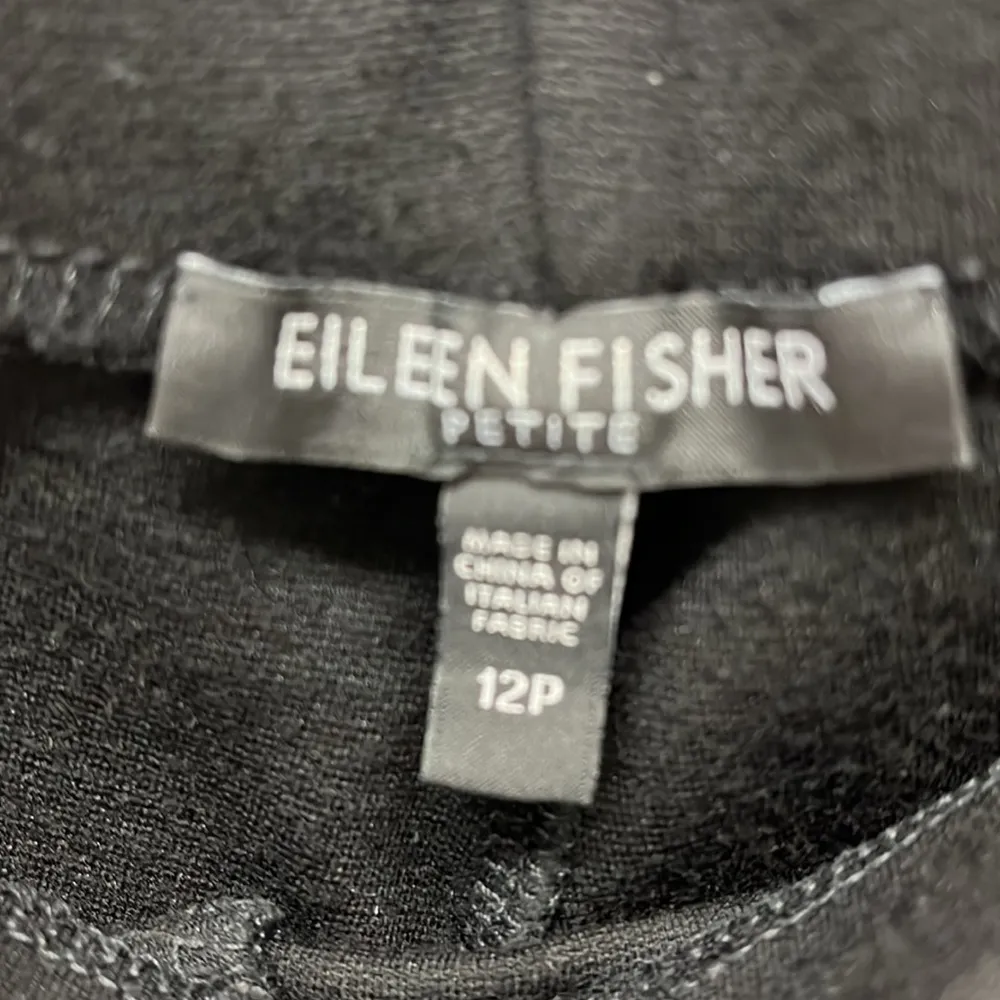 EILEEN FISHER
PETITE
MADE IN
CHINA OF
ITALIAN
FABRIC
12P